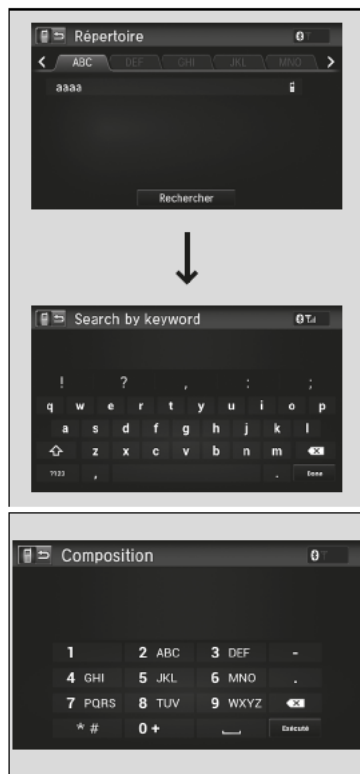 Répertoire
ABC DEF GHI JKL MNO
aaaa
Rechercher
Search by keyword
! ? , : ;
q w e r t y u i o p
a s d f g h j k l
z x c v b n m
?123 , . Done
Composition
1 2 ABC 3 DEF -
4 GHI 5 JKL 6 MNO .
7 PQRS 8 TUV 9 WXYZ
* # 0 + Exécuté